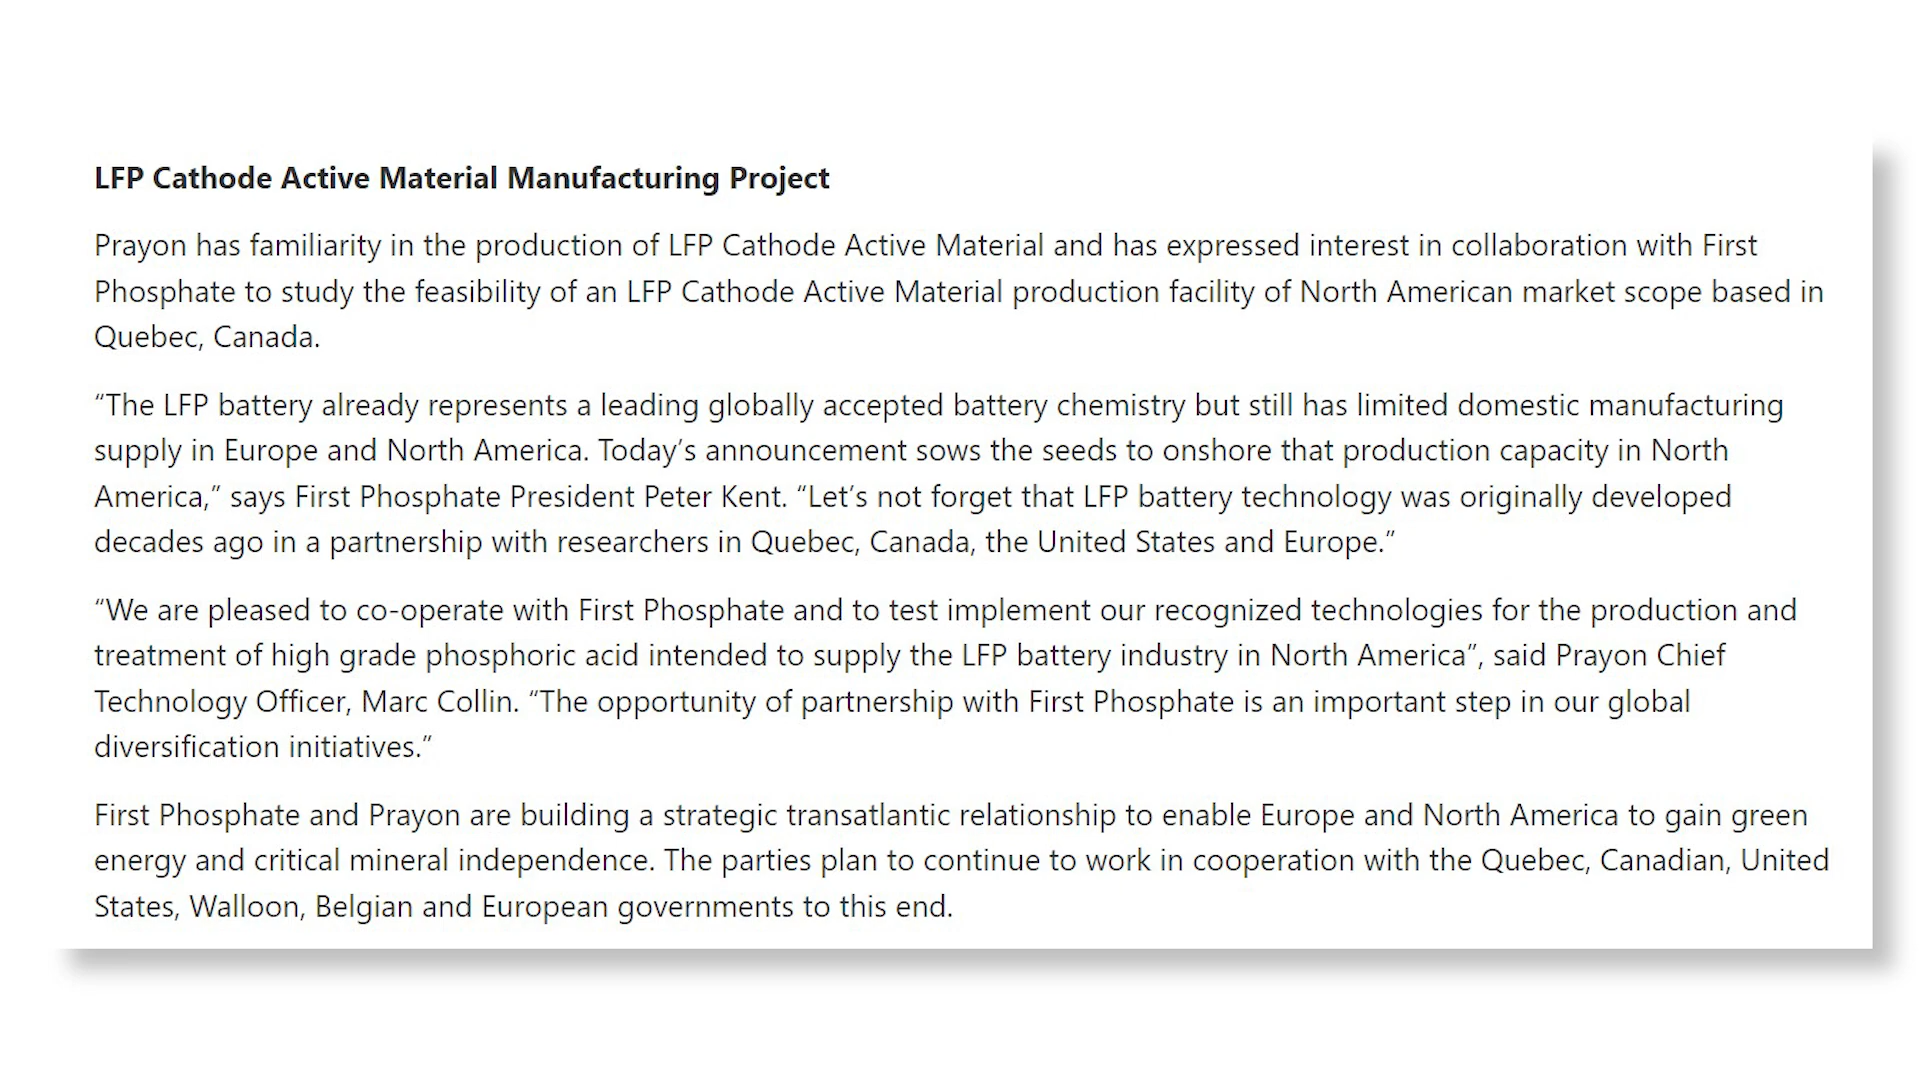 LFP Cathode Active Material Manufacturing Project
Prayon has familiarity in the production of LFP Cathode Active Material and has expressed interest in collaboration with First
Phosphate to study the feasibility of an LFP Cathode Active Material production facility of North American market scope based in
Quebec, Canada.
“The LFP battery already represents a leading globally accepted battery chemistry but still has limited domestic manufacturing
supply in Europe and North America. Today’s announcement sows the seeds to onshore that production capacity in North
America,” says First Phosphate President Peter Kent. “Let’s not forget that LFP battery technology was originally developed
decades ago in a partnership with researchers in Quebec, Canada, the United States and Europe.”
“We are pleased to co-operate with First Phosphate and to test implement our recognized technologies for the production and
treatment of high grade phosphoric acid intended to supply the LFP battery industry in North America”, said Prayon Chief
Technology Officer, Marc Collin. “The opportunity of partnership with First Phosphate is an important step in our global
diversification initiatives.”
First Phosphate and Prayon are building a strategic transatlantic relationship to enable Europe and North America to gain green
energy and critical mineral independence. The parties plan to continue to work in cooperation with the Quebec, Canadian, United
States, Walloon, Belgian and European governments to this end.